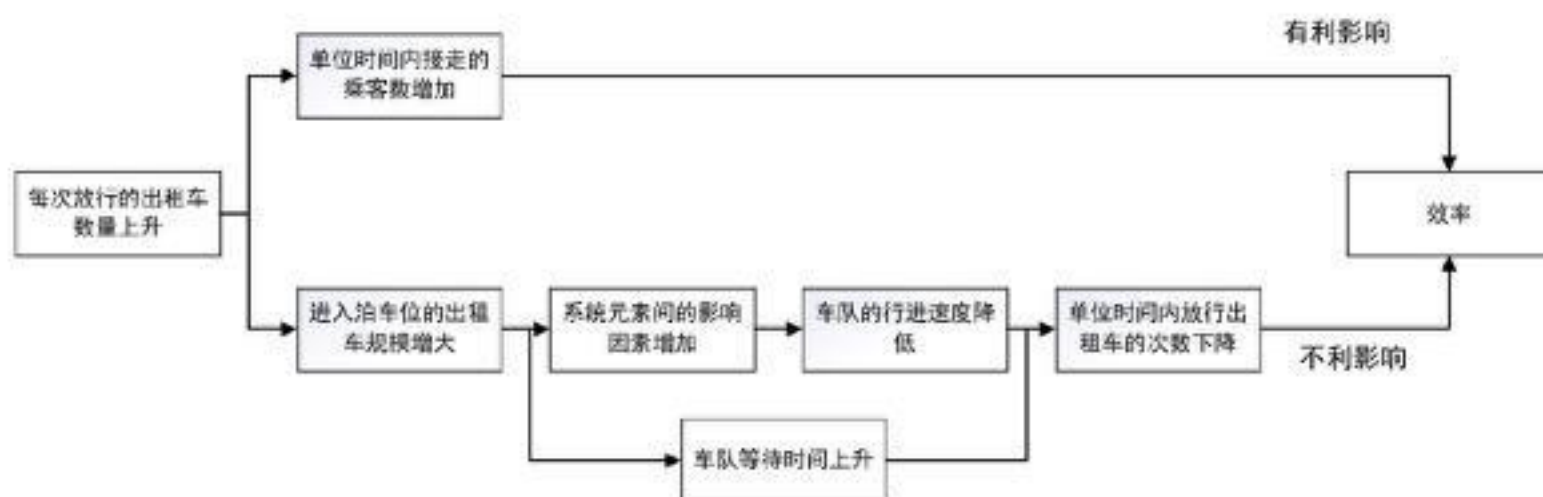 有利影响
单位时间内接走的
乘客数增加
每次放行的出租车
数量上升
效率
进入泊车位的出租
车规模增大
系统元素间的影响
因素增加
车队的行进速度降
低
单位时间内放行出
租车的次数下降
不利影响
车队等待时间上升